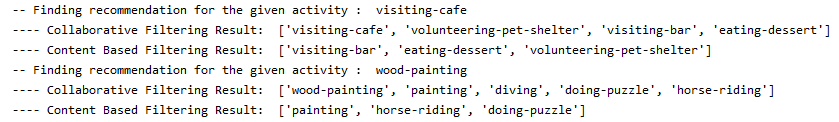 -- Finding recommendation for the given activity :  visiting-cafe
---- Collaborative Filtering Result:  ['visiting-cafe', 'volunteering-pet-shelter', 'visiting-bar', 'eating-dessert']
---- Content Based Filtering Result:  ['visiting-bar', 'eating-dessert', 'volunteering-pet-shelter']
-- Finding recommendation for the given activity :  wood-painting
---- Collaborative Filtering Result:  ['wood-painting', 'painting', 'diving', 'doing-puzzle', 'horse-riding']
---- Content Based Filtering Result:  ['painting', 'horse-riding', 'doing-puzzle']